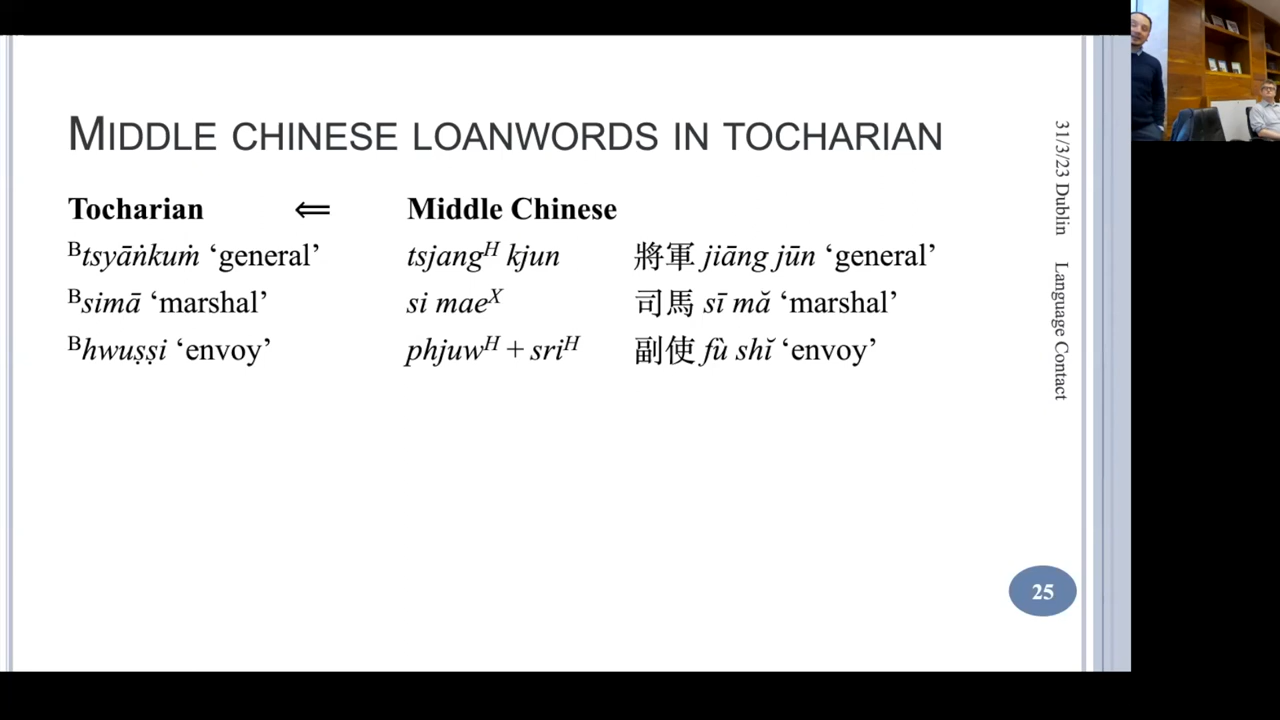 MIDDLE CHINESE LOANWORDS IN TOCHARIAN
Tocharian ⟸ Middle Chinese
ᴮtsyāṅkuṁ ‘general’ tsjangᴴ kjun 將軍 jiāng jūn ‘general’
ᴮsimā ‘marshal’ si maeˣ 司馬 sī mǎ ‘marshal’
ᴮhwuṣṣi ‘envoy’ phjuwᴴ + sriᴴ 副使 fù shǐ ‘envoy’
31/3/23 Dublin Language Contact
25